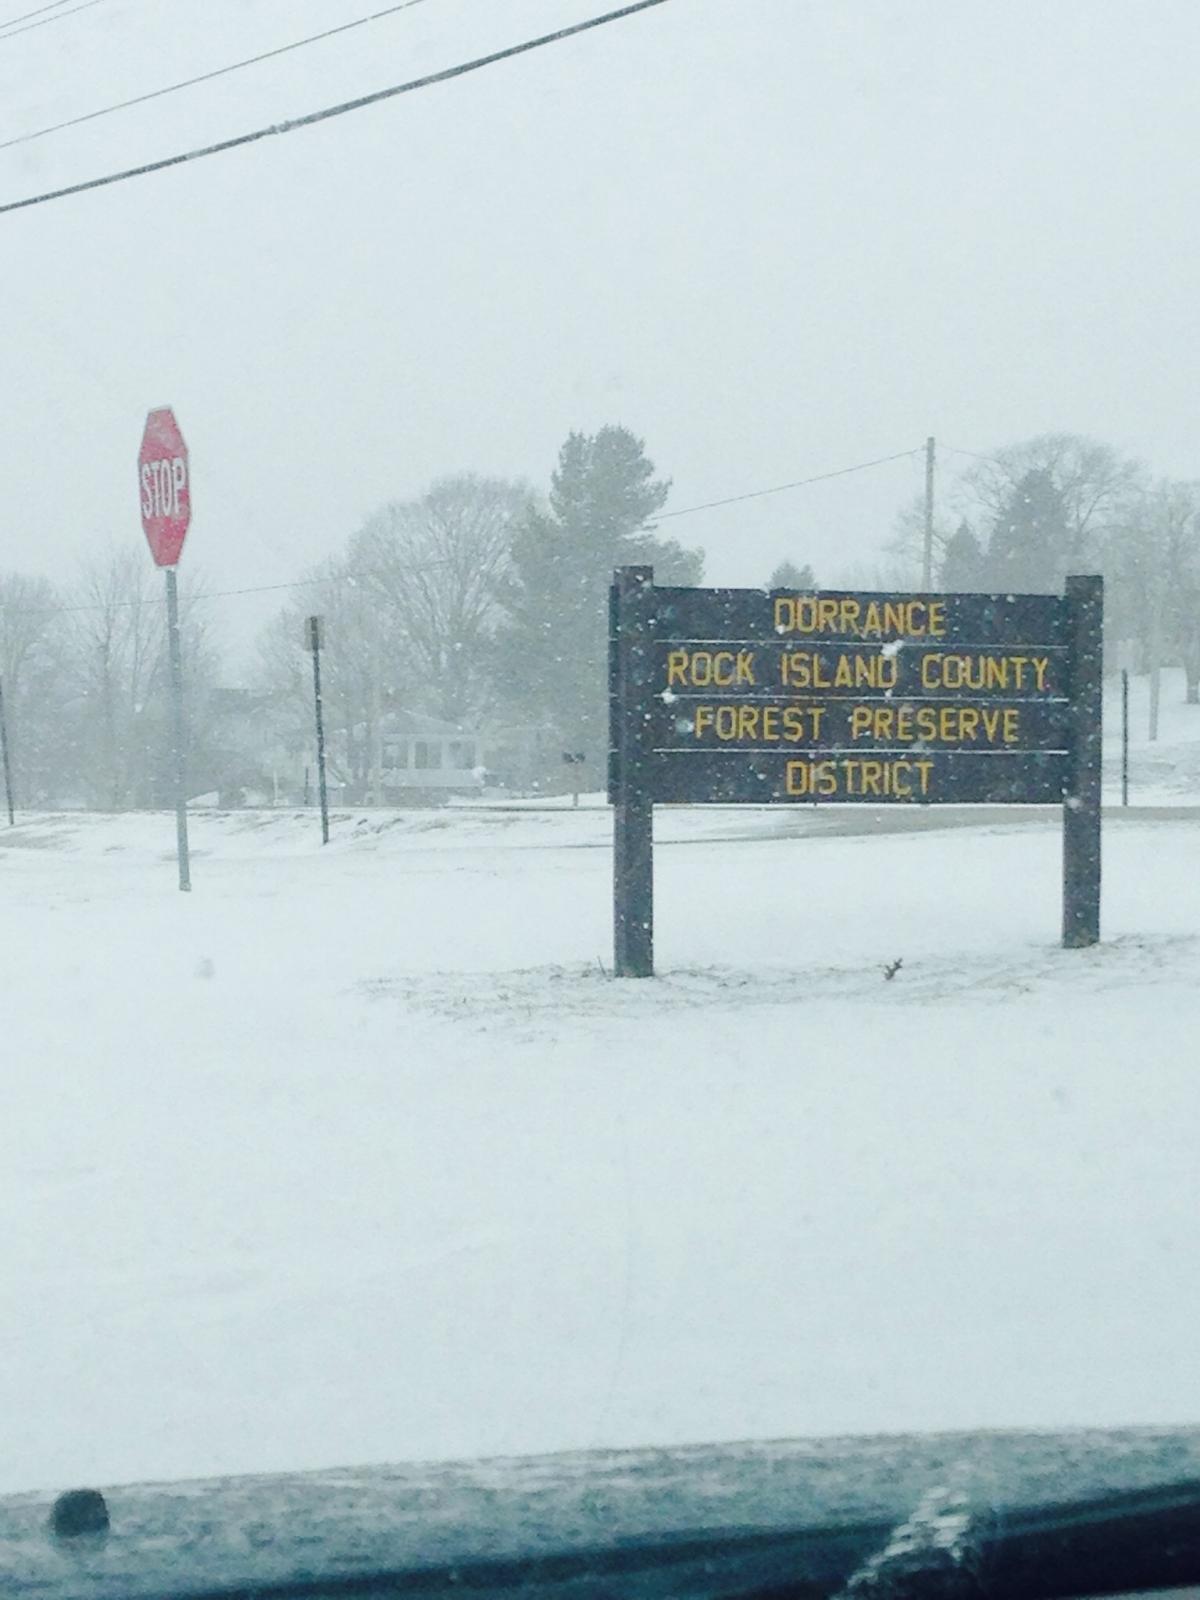 STOP
DORRANCE
ROCK ISLAND COUNTY
FOREST PRESERVE
DISTRICT